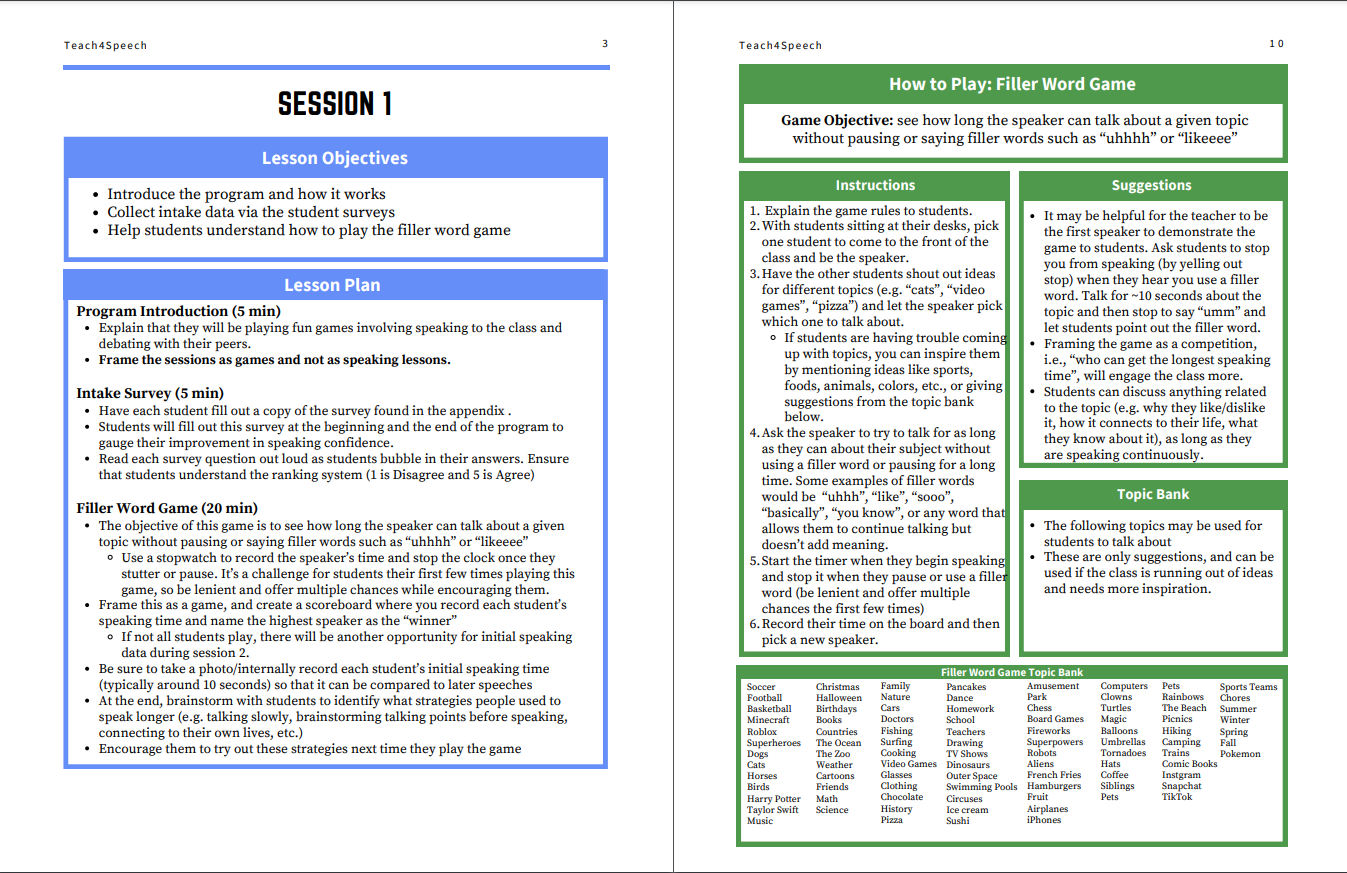 Teach4Speech
3
SESSION 1
Lesson Objectives
• Introduce the program and how it works
• Collect intake data via the student surveys
• Help students understand how to play the filler word game
Lesson Plan
Program Introduction (5 min)
• Explain that they will be playing fun games involving speaking to the class and
debating with their peers.
• Frame the sessions as games and not as speaking lessons.
Intake Survey (5 min)
• Have each student fill out a copy of the survey found in the appendix .
• Students will fill out this survey at the beginning and the end of the program to
gauge their improvement in speaking confidence.
• Read each survey question out loud as students bubble in their answers. Ensure
that students understand the ranking system (1 is Disagree and 5 is Agree)
Filler Word Game (20 min)
• The objective of this game is to see how long the speaker can talk about a given
topic without pausing or saying filler words such as “uhhhh” or “likeeee”
◦ Use a stopwatch to record the speaker’s time and stop the clock once they
stutter or pause. It’s a challenge for students their first few times playing this
game, so be lenient and offer multiple chances while encouraging them.
• Frame this as a game, and create a scoreboard where you record each student’s
speaking time and name the highest speaker as the “winner”
◦ If not all students play, there will be another opportunity for initial speaking
data during session 2.
• Be sure to take a photo/internally record each student’s initial speaking time
(typically around 10 seconds) so that it can be compared to later speeches
• At the end, brainstorm with students to identify what strategies people used to
speak longer (e.g. talking slowly, brainstorming talking points before speaking,
connecting to their own lives, etc.)
• Encourage them to try out these strategies next time they play the game
Teach4Speech
10
How to Play: Filler Word Game
Game Objective: see how long the speaker can talk about a given topic
without pausing or saying filler words such as “uhhhh” or “likeeee”
Instructions
1. Explain the game rules to students.
2. With students sitting at their desks, pick
one student to come to the front of the
class and be the speaker.
3. Have the other students shout out ideas
for different topics (e.g. “cats”, “video
games”, “pizza”) and let the speaker pick
which one to talk about.
◦ If students are having trouble coming
up with topics, you can inspire them
by mentioning ideas like sports,
foods, animals, colors, etc., or giving
suggestions from the topic bank
below.
4. Ask the speaker to try to talk for as long
as they can about their subject without
using a filler word or pausing for a long
time. Some examples of filler words
would be “uhhh”, “like”, “sooo”,
“basically”, “you know”, or any word that
allows them to continue talking but
doesn’t add meaning.
5. Start the timer when they begin speaking
and stop it when they pause or use a filler
word (be lenient and offer multiple
chances the first few times)
6. Record their time on the board and then
pick a new speaker.
Suggestions
• It may be helpful for the teacher to be
the first speaker to demonstrate the
game to students. Ask students to stop
you from speaking (by yelling out
stop) when they hear you use a filler
word. Talk for ~10 seconds about the
topic and then stop to say “umm” and
let students point out the filler word.
• Framing the game as a competition,
i.e., “who can get the longest speaking
time”, will engage the class more.
• Students can discuss anything related
to the topic (e.g. why they like/dislike
it, how it connects to their life, what
they know about it), as long as they
are speaking continuously.
Topic Bank
• The following topics may be used for
students to talk about
• These are only suggestions, and can be
used if the class is running out of ideas
and needs more inspiration.
Filler Word Game Topic Bank
Soccer
Football
Basketball
Minecraft
Roblox
Superheroes
Dogs
Cats
Horses
Birds
Harry Potter
Taylor Swift
Music
Christmas
Halloween
Birthdays
Books
Countries
The Ocean
The Zoo
Weather
Cartoons
Friends
Math
Science
Family
Nature
Cars
Doctors
Fishing
Surfing
Cooking
Video Games
Glasses
Clothing
Chocolate
History
Pizza
Pancakes
Dance
Homework
School
Teachers
Drawing
TV Shows
Dinosaurs
Outer Space
Swimming Pools
Circuses
Ice cream
Sushi
Amusement
Park
Chess
Board Games
Fireworks
Superpowers
Robots
Aliens
French Fries
Hamburgers
Fruit
Airplanes
iPhones
Computers
Clowns
Turtles
Magic
Balloons
Umbrellas
Tornadoes
Hats
Coffee
Siblings
Pets
Pets
Rainbows
The Beach
Picnics
Hiking
Camping
Trains
Comic Books
Instgram
Snapchat
TikTok
Sports Teams
Chores
Summer
Winter
Spring
Fall
Pokemon